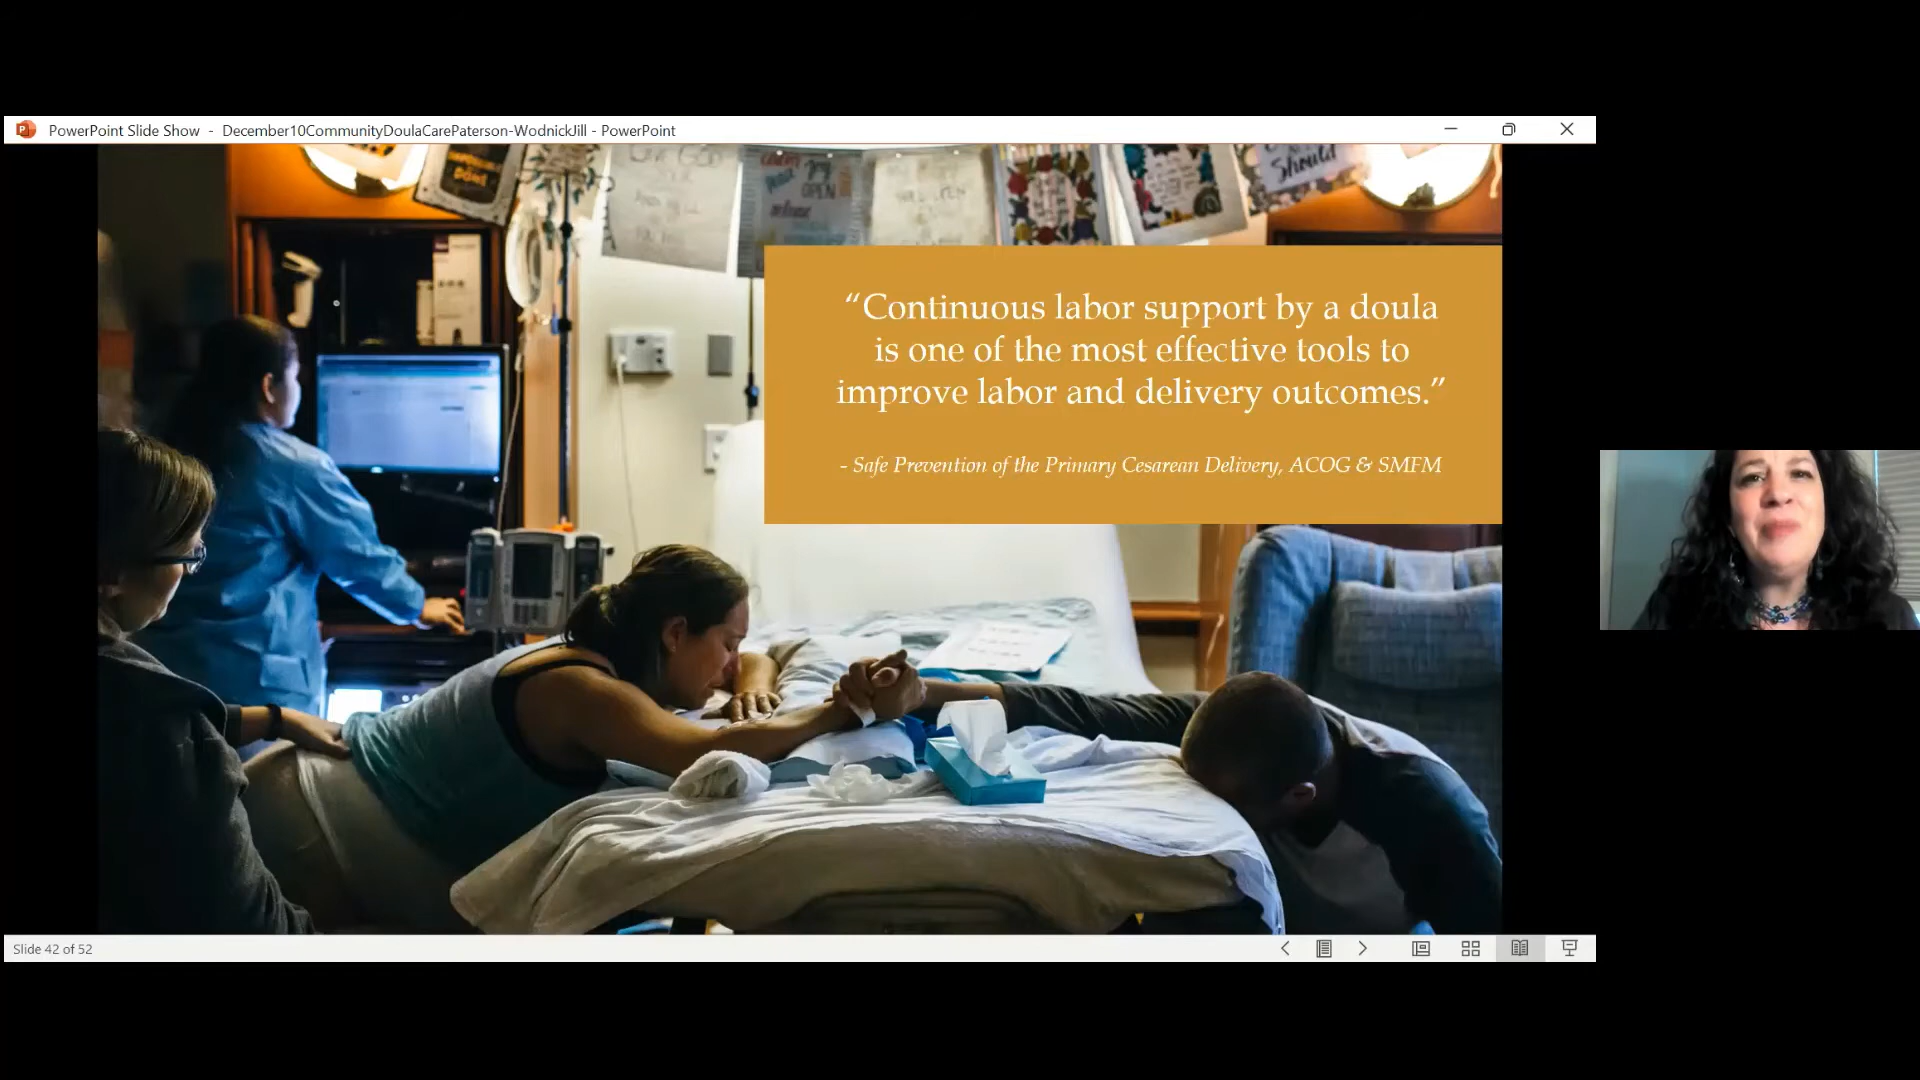 PowerPoint Slide Show - December10CommunityDoulaCarePaterson-WodnickJill - PowerPoint
OPEN
release
Should
“Continuous labor support by a doula
is one of the most effective tools to
improve labor and delivery outcomes.”
- Safe Prevention of the Primary Cesarean Delivery, ACOG & SMFM
Slide 42 of 52